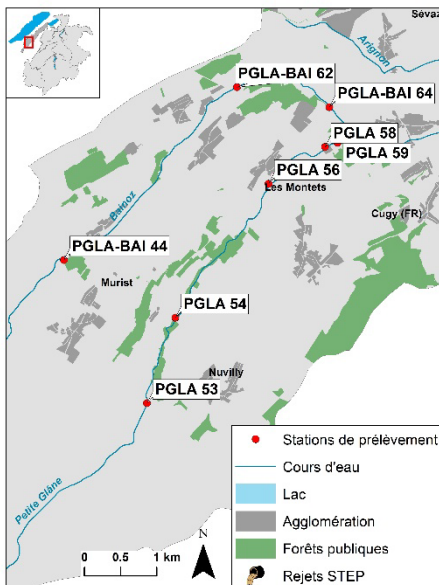 Sévaz
Arignon
PGLA-BAI 62
PGLA-BAI 64
PGLA 58
PGLA 59
PGLA 56
Les Montets
Bainoz
Cugy (FR)
PGLA-BAI 44
Murist
PGLA 54
Nuvilly
PGLA 53
Petite Glâne
Stations de prélèvement
Cours d'eau
Lac
Agglomération
Forêts publiques
Rejets STEP
0 0.5 1 km
N